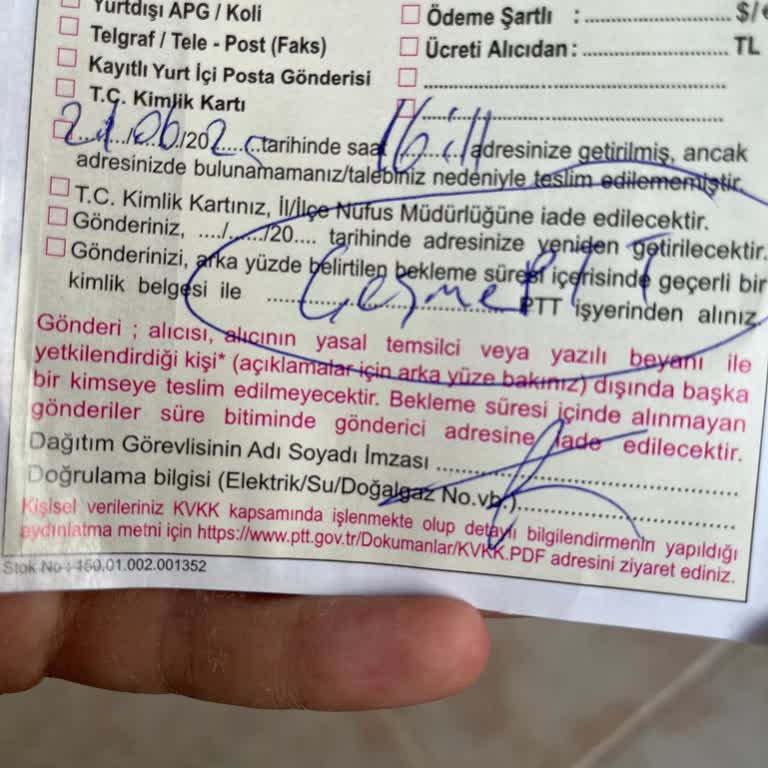 Yurtdışı APG / Koli
Telgraf / Tele - Post (Faks)
Kayıtlı Yurt İçi Posta Gönderisi
T.C. Kimlik Kartı
Ödeme Şartlı : .............................. $/€
Ücreti Alıcıdan : .............................. TL
21/06/2025 tarihinde saat 16:11 adresinize getirilmiş, ancak
adresinizde bulunamamanız/talebiniz nedeniyle teslim edilememiştir.
T.C. Kimlik Kartınız, İl/İlçe Nüfus Müdürlüğüne iade edilecektir.
Gönderiniz, ..../....../20.... tarihinde adresinize yeniden getirilecektir.
Gönderinizi, arka yüzde belirtilen bekleme süresi içerisinde geçerli bir
kimlik belgesi ile Çeşme PTT PTT işyerinden alınız.
Gönderi ; alıcısı, alıcının yasal temsilci veya yazılı beyanı ile
yetkilendirdiği kişi* (açıklamalar için arka yüze bakınız) dışında başka
bir kimseye teslim edilmeyecektir. Bekleme süresi içinde alınmayan
gönderiler süre bitiminde gönderici adresine iade edilecektir.
Dağıtım Görevlisinin Adı Soyadı İmzası ..............................
Doğrulama bilgisi (Elektrik/Su/Doğalgaz No.vb.)..............................
Kişisel verileriniz KVKK kapsamında işlenmekte olup detaylı bilgilendirmenin yapıldığı
aydınlatma metni için https://www.ptt.gov.tr/Dokumanlar/KVKK.PDF adresini ziyaret ediniz.
Stok No : 160.01.002.001352